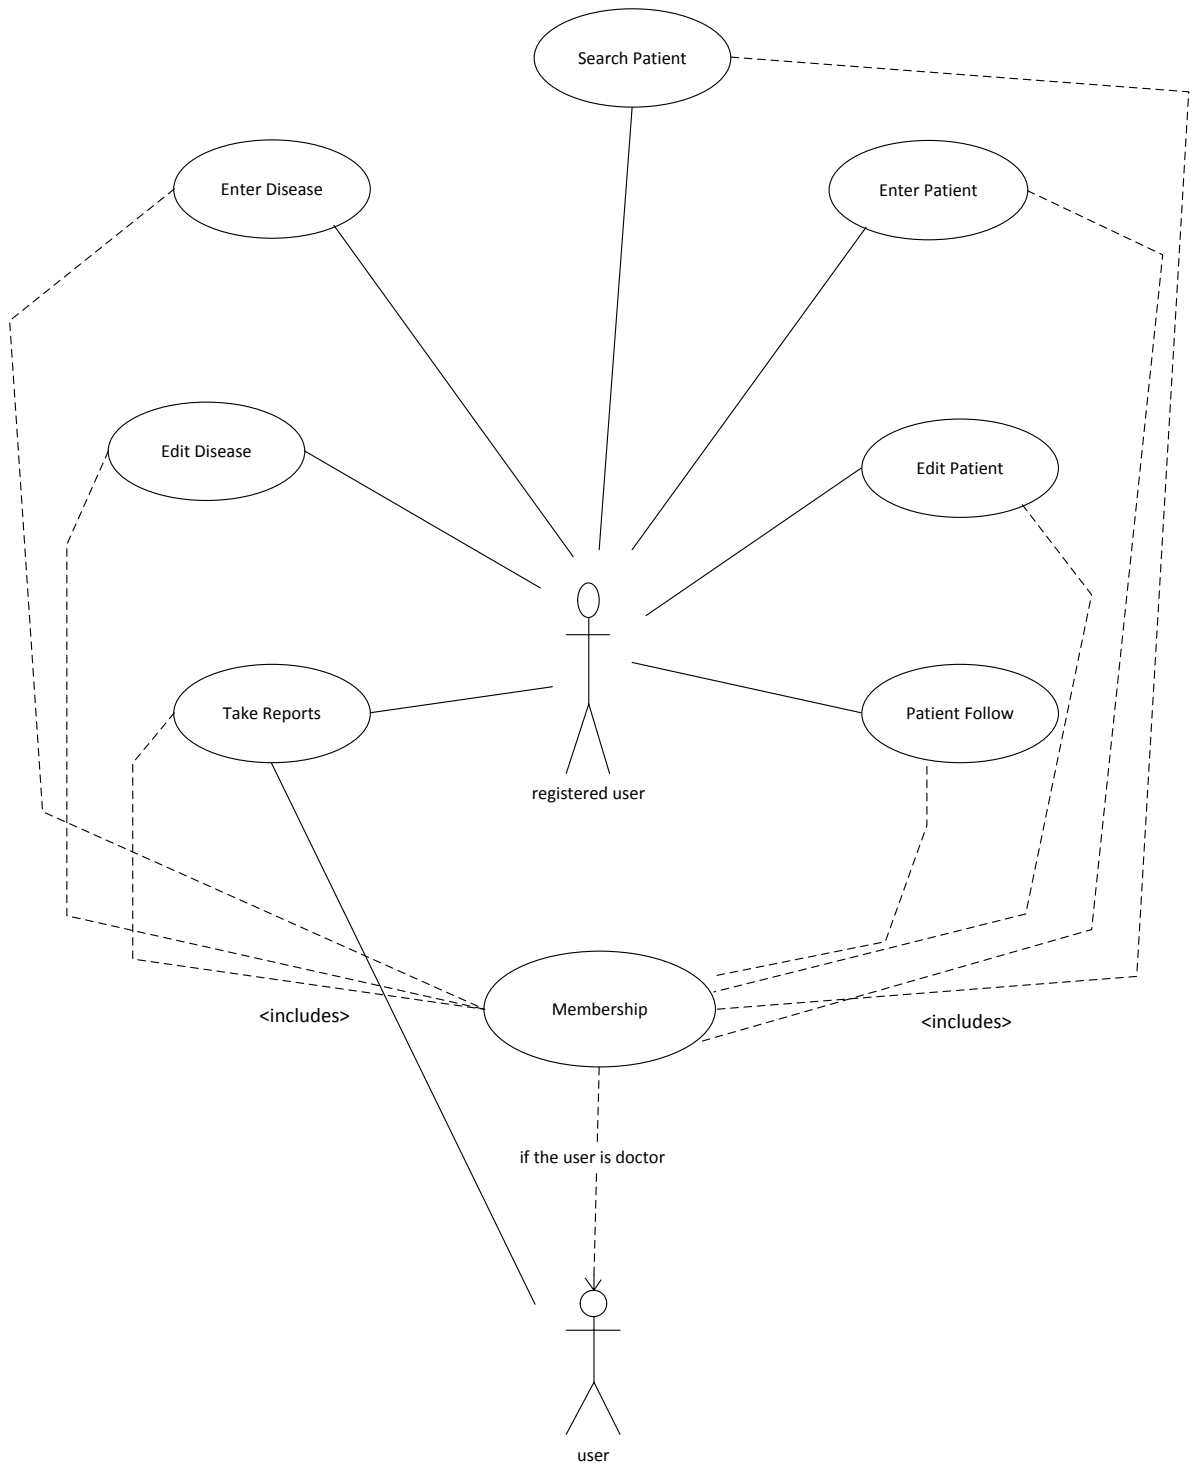 Search Patient
Enter Disease
Enter Patient
Edit Disease
Edit Patient
Take Reports
Patient Follow
registered user
Membership
<includes>
<includes>
if the user is doctor
user